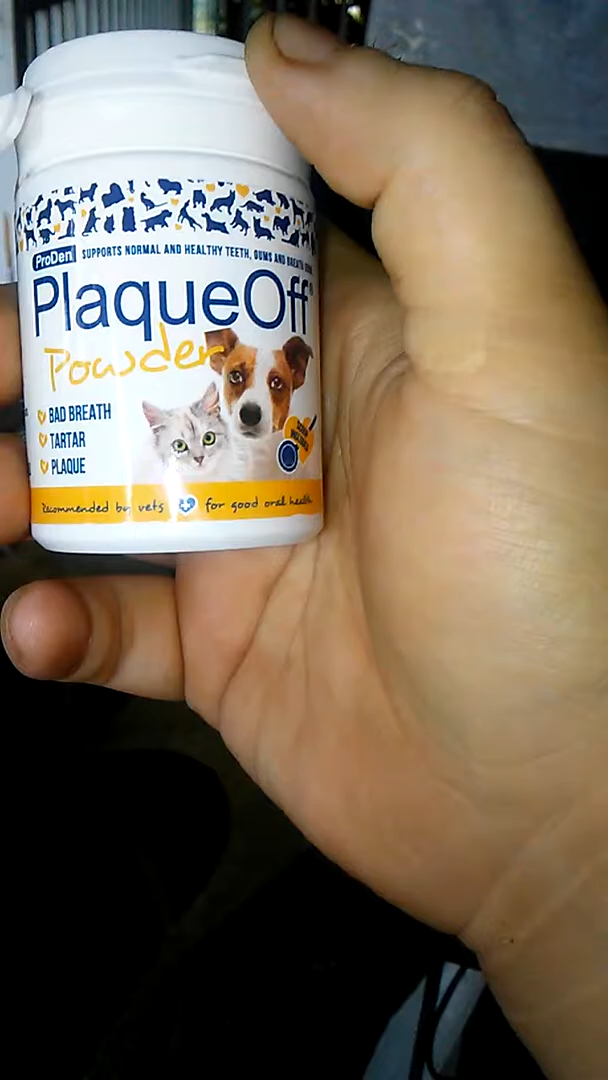 ProDen SUPPORTS NORMAL AND HEALTHY TEETH, GUMS AND BREATH
PlaqueOff®
Powder
BAD BREATH
TARTAR
PLAQUE
Recommended by vets for good oral health